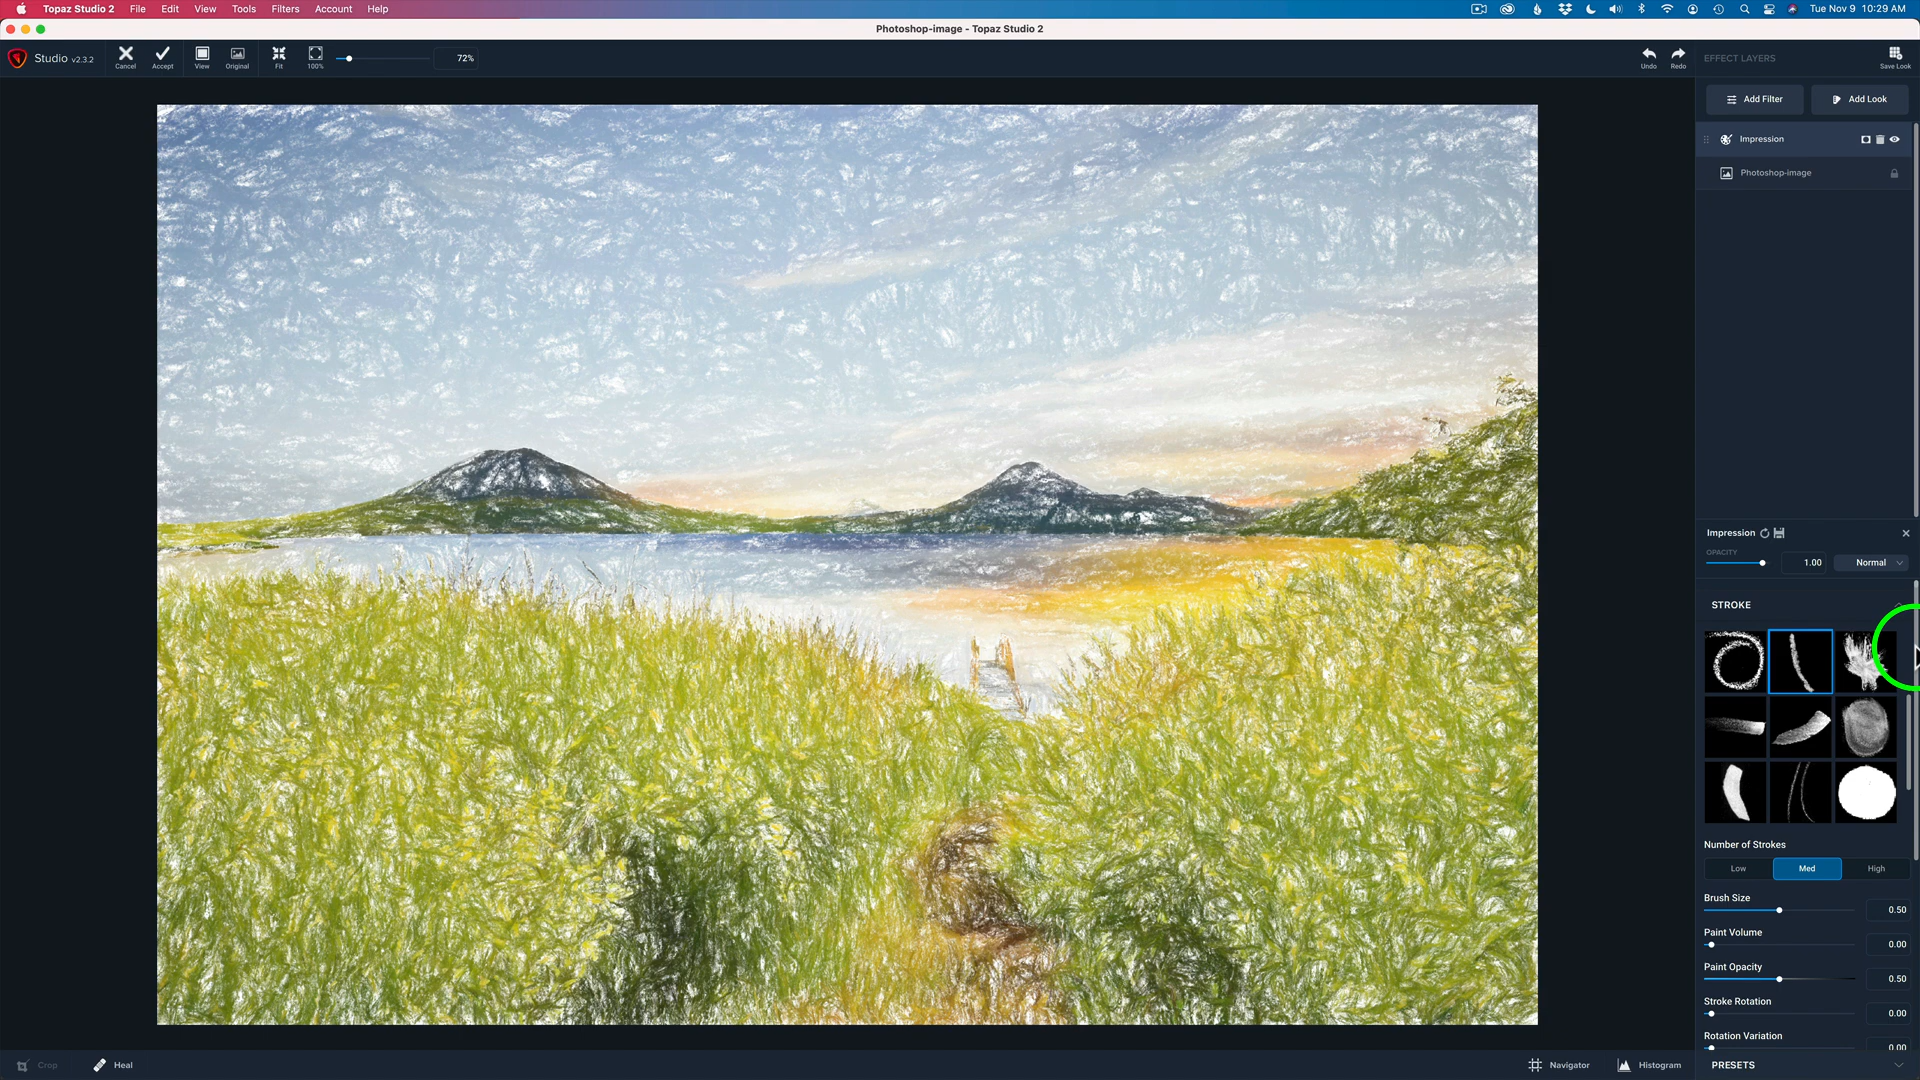 Topaz Studio 2 File Edit View Tools Filters Account Help Tue Nov 9 10:29 AM
Photoshop-image - Topaz Studio 2
Studio v2.3.2
Cancel
Accept
View
Original
Fit
100%
72%
Undo
Redo
EFFECT LAYERS
Save Look
Add Filter
Add Look
Impression
Photoshop-image
Impression
OPACITY
1.00
Normal
STROKE
Number of Strokes
Low
Med
High
Brush Size
0.50
Paint Volume
0.00
Paint Opacity
0.50
Stroke Rotation
0.00
Rotation Variation
0.00
Crop
Heal
Navigator
Histogram
PRESETS